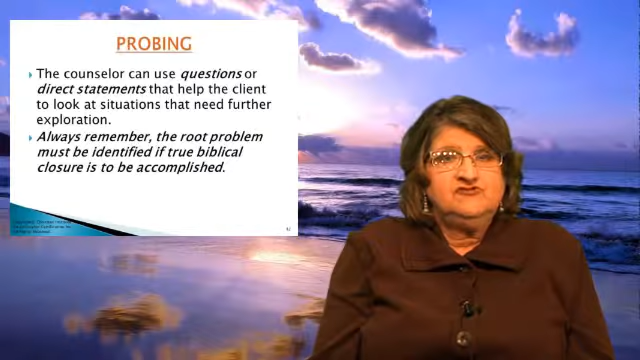 PROBING
The counselor can use questions or
direct statements that help the client
to look at situations that need further
exploration.
Always remember, the root problem
must be identified if true biblical
closure is to be accomplished.